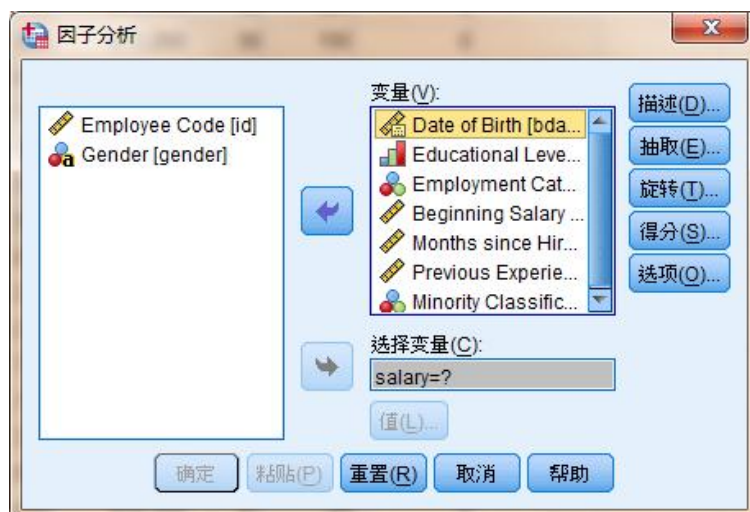 因子分析
Employee Code [id]
Gender [gender]
变量(V):
Date of Birth [bda...
Educational Leve...
Employment Cat...
Beginning Salary ...
Months since Hir...
Previous Experie...
Minority Classific...
选择变量(C):
salary=?
值(L)...
描述(D)...
抽取(E)...
旋转(T)...
得分(S)...
选项(O)...
确定
粘贴(P)
重置(R)
取消
帮助